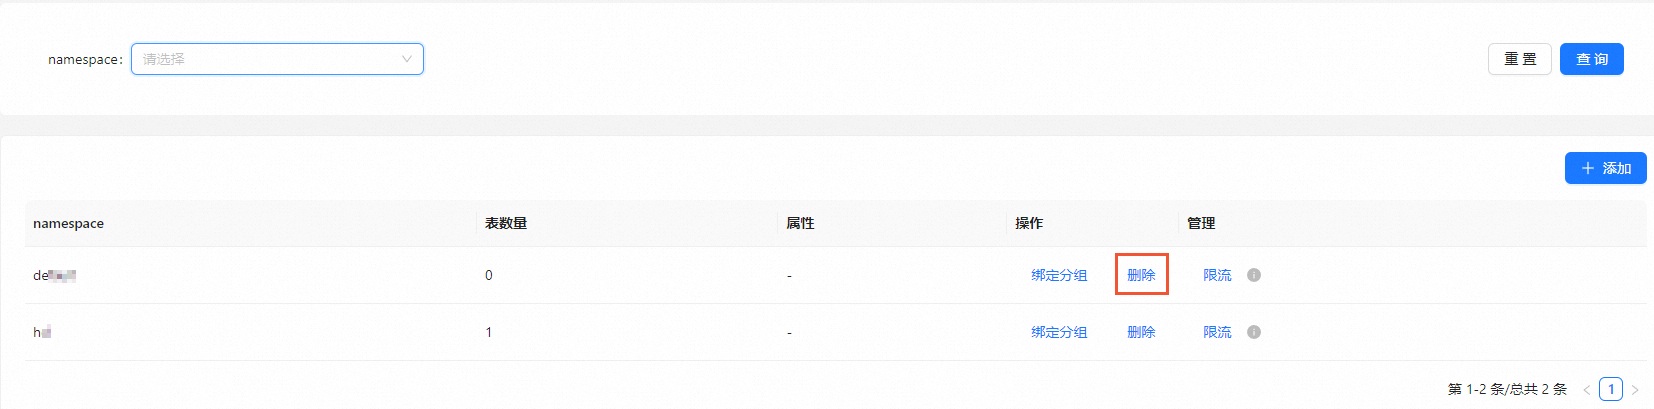 namespace: 请选择 重 置 查 询
添加
namespace 表数量 属性 操作 管理
de 0 - 绑定分组 删除 限流
h 1 - 绑定分组 删除 限流
第 1-2 条/总共 2 条 1